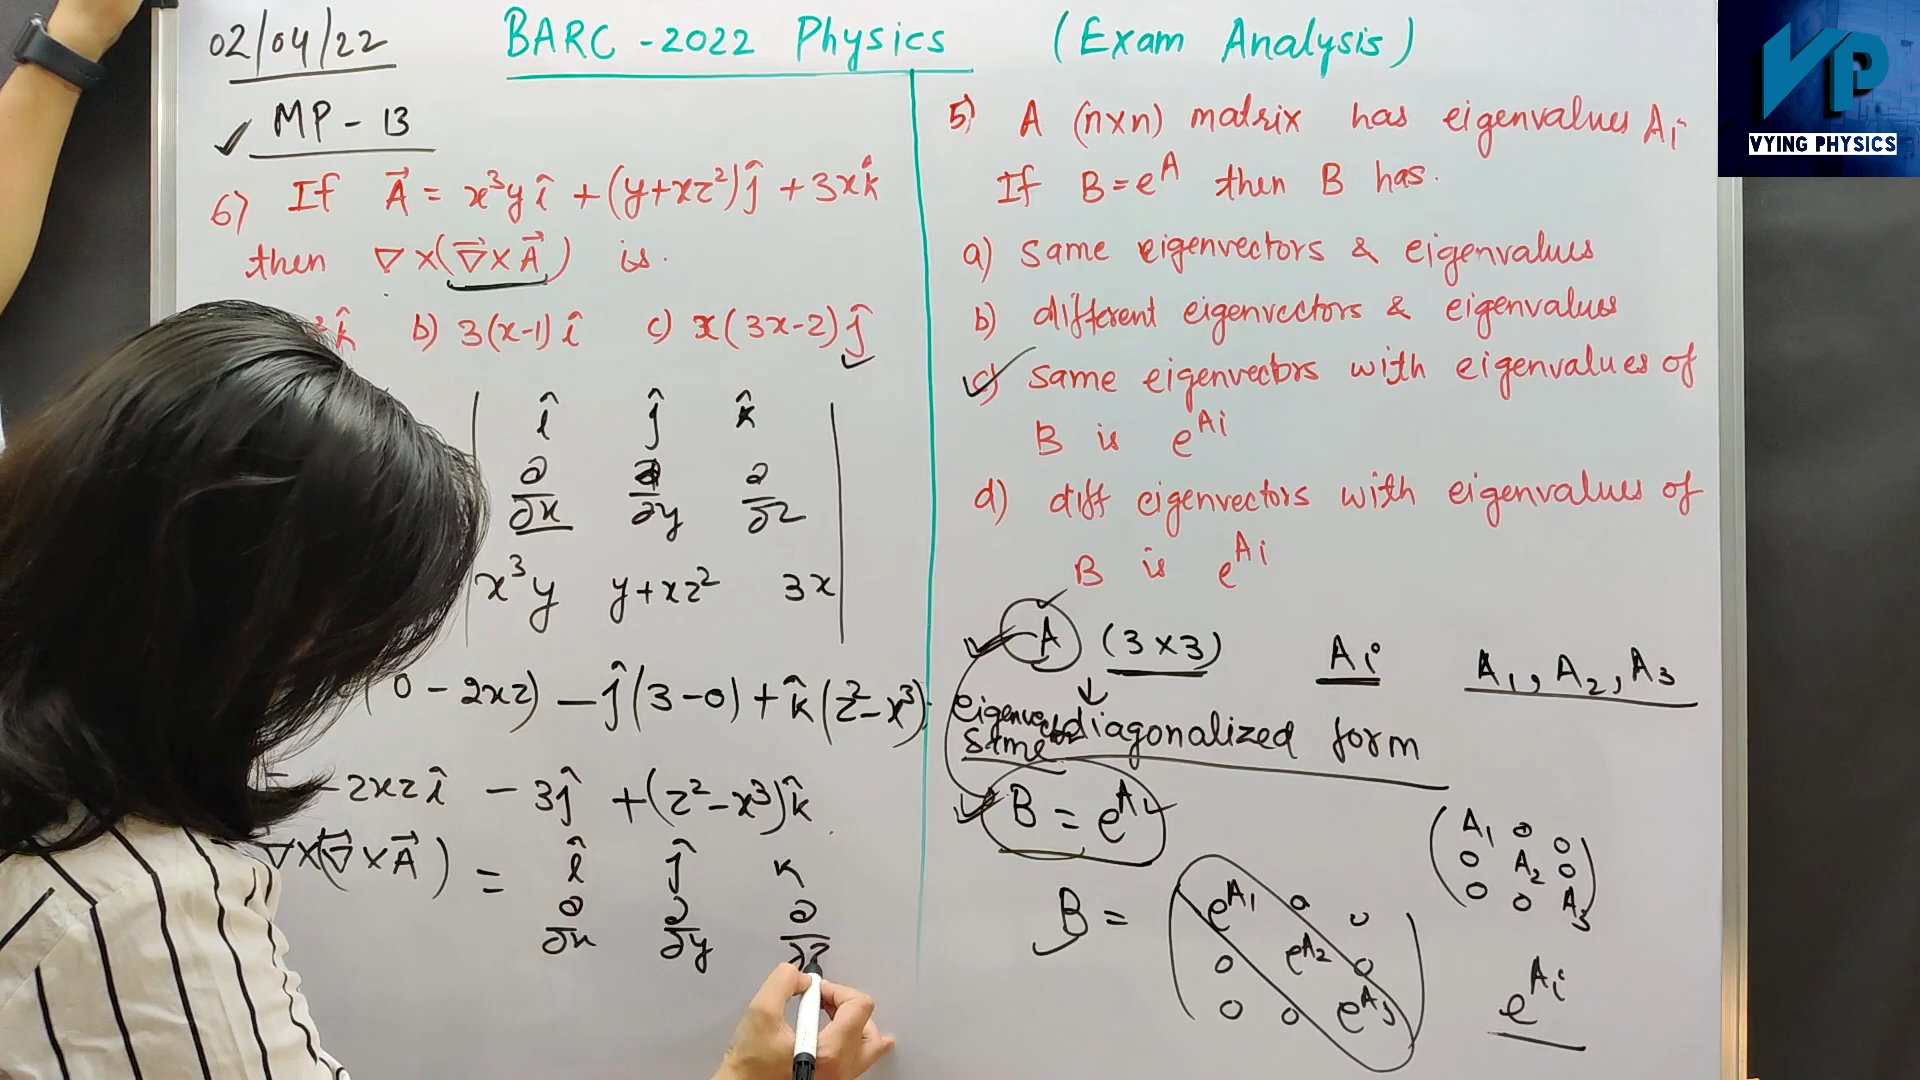 02/04/22
BARC -2022 Physics (Exam Analysis)
VP
VYING PHYSICS
MP - 13
6) If A⃗ = x³y î + (y+xz²) ĵ + 3x k̂
then ∇ × (∇⃗ × A⃗) is.
k̂ b) 3(x-1) î c) x(3x-2) ĵ
î ĵ k̂
∂/∂x ∂/∂y ∂/∂z
x³y y+xz² 3x
0 - 2xz) - ĵ (3-0) + k̂ (z²-x³)
-2xz î - 3ĵ + (z²-x³) k̂
∇×(∇⃗ × A⃗) = î ĵ k
∂/∂x ∂/∂y ∂/∂z
5) A (n×n) matrix has eigenvalues Ai
If B = e^A then B has.
a) same eigenvectors & eigenvalues
b) different eigenvectors & eigenvalues
c) same eigenvectors with eigenvalues of
B is e^Ai
d) diff eigenvectors with eigenvalues of
B is e^Ai
A (3×3) Ai A₁, A₂, A₃
↓
same diagonalized form
B = e^A
A₁ 0 0
0 A₂ 0
0 0 A₃
B = e^A₁ 0 0
0 e^A₂ 0
0 0 e^A₃
e^Ai